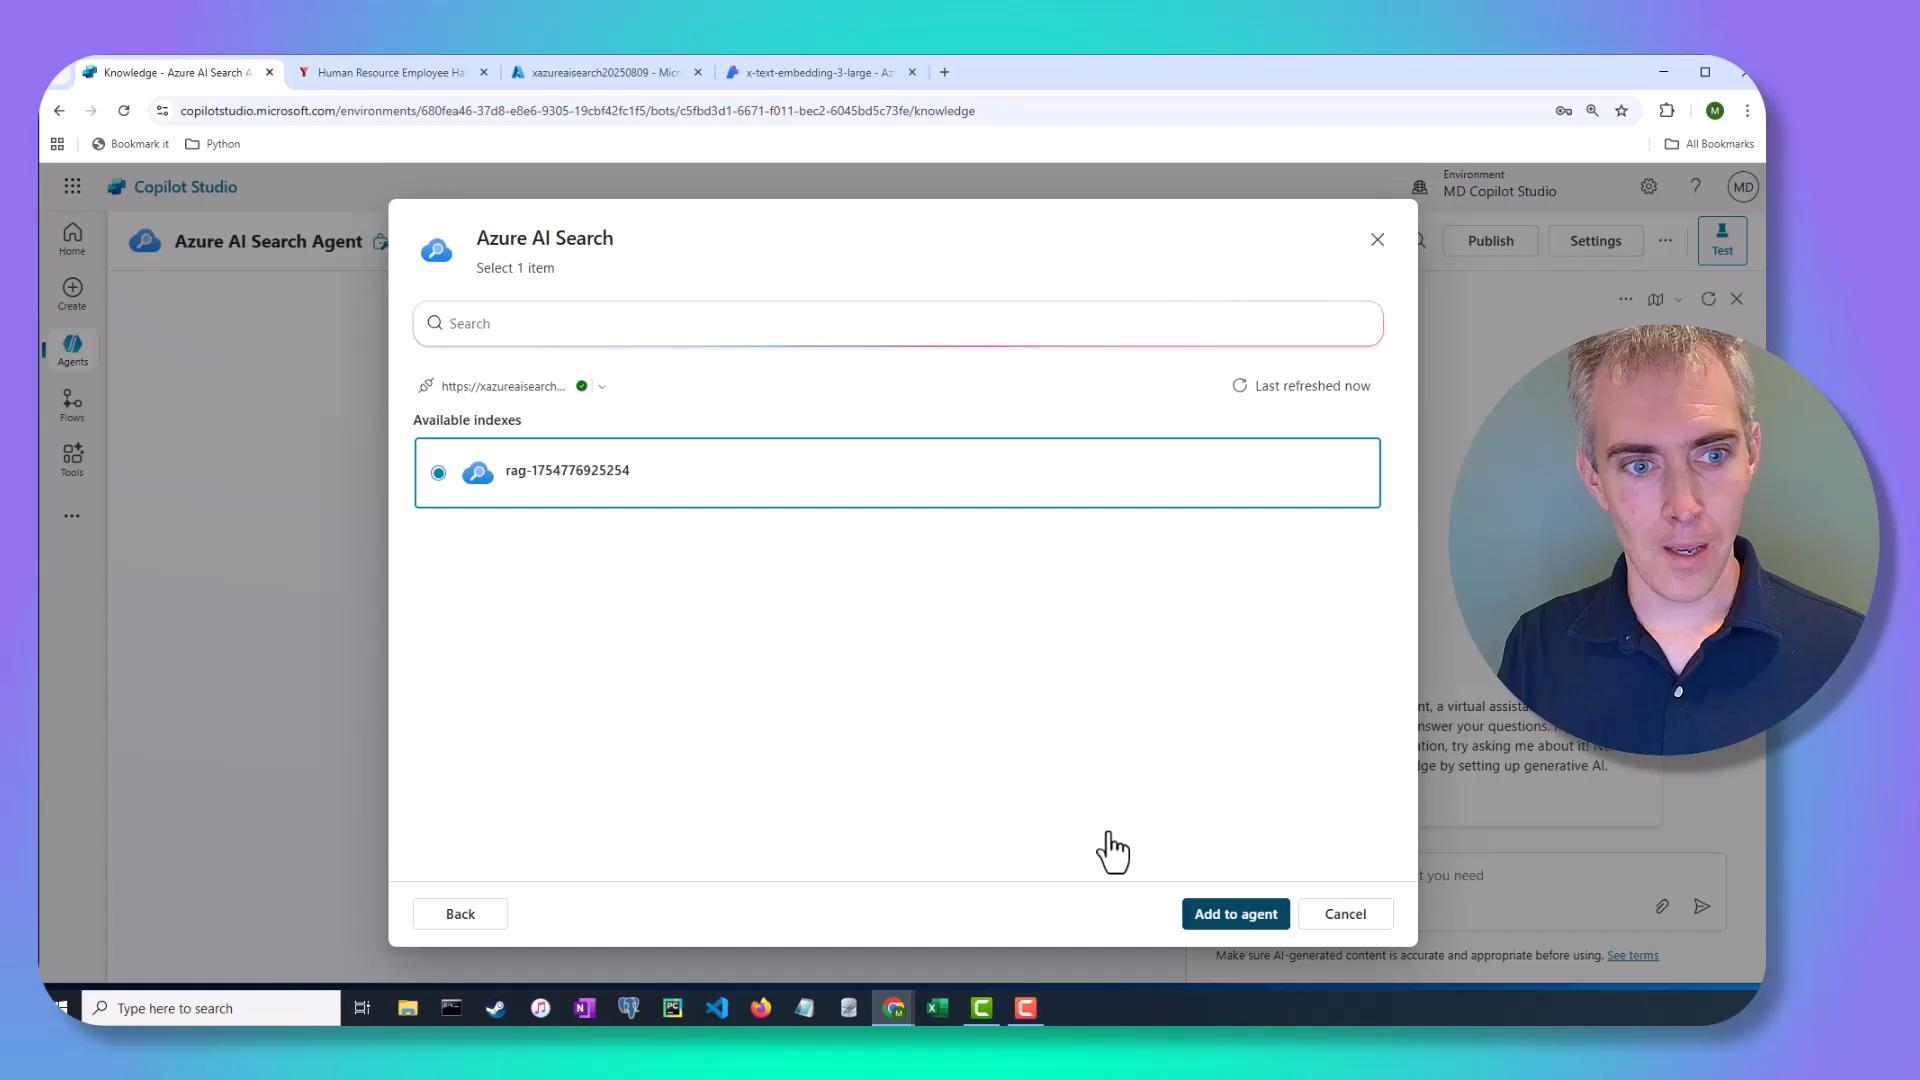 Knowledge - Azure AI Search A
Human Resource Employee Ha
xazureaisearch20250809 - Micr
x-text-embedding-3-large - Az
copilotstudio.microsoft.com/environments/680fea46-37d8-e8e6-9305-19cbf42fc1f5/bots/c5fbd3d1-6671-f011-bec2-6045bd5c73fe/knowledge
M
Bookmark it
Python
All Bookmarks
Copilot Studio
Environment
MD Copilot Studio
MD
Home
Create
Agents
Flows
Tools
Azure AI Search Agent
Publish
Settings
Test
Azure AI Search
Select 1 item
Search
https://xazureaisearch...
Last refreshed now
Available indexes
rag-1754776925254
Back
Add to agent
Cancel
nt, a virtual assista
nswer your questions.
ation, try asking me about it!
ge by setting up generative AI.
t you need
Make sure AI-generated content is accurate and appropriate before using. See terms
Type here to search